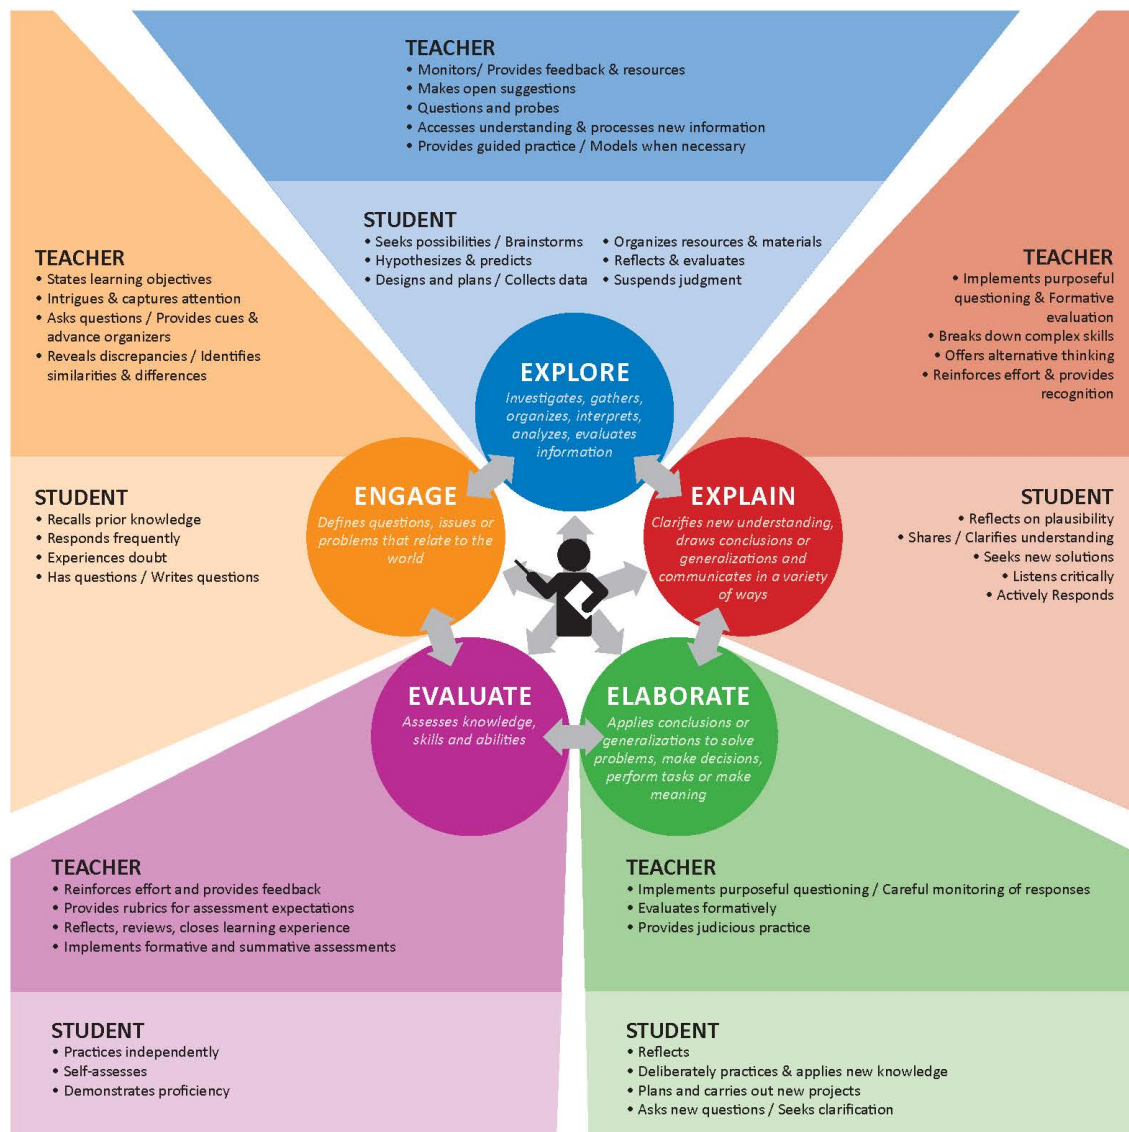 TEACHER
• Monitors/ Provides feedback & resources
• Makes open suggestions
• Questions and probes
• Accesses understanding & processes new information
• Provides guided practice / Models when necessary
STUDENT
• Seeks possibilities / Brainstorms
• Hypothesizes & predicts
• Designs and plans / Collects data
• Organizes resources & materials
• Reflects & evaluates
• Suspends judgment
EXPLORE
Investigates, gathers,
organizes, interprets,
analyzes, evaluates
information
TEACHER
• States learning objectives
• Intrigues & captures attention
• Asks questions / Provides cues &
advance organizers
• Reveals discrepancies / Identifies
similarities & differences
STUDENT
• Recalls prior knowledge
• Responds frequently
• Experiences doubt
• Has questions / Writes questions
ENGAGE
Defines questions, issues or
problems that relate to the
world
TEACHER
• Implements purposeful
questioning & Formative
evaluation
• Breaks down complex skills
• Offers alternative thinking
• Reinforces effort & provides
recognition
STUDENT
• Reflects on plausibility
• Shares / Clarifies understanding
• Seeks new solutions
• Listens critically
• Actively Responds
EXPLAIN
Clarifies new understanding,
draws conclusions or
generalizations and
communicates in a variety
of ways
EVALUATE
Assesses knowledge,
skills and abilities
TEACHER
• Reinforces effort and provides feedback
• Provides rubrics for assessment expectations
• Reflects, reviews, closes learning experience
• Implements formative and summative assessments
STUDENT
• Practices independently
• Self-assesses
• Demonstrates proficiency
ELABORATE
Applies conclusions or
generalizations to solve
problems, make decisions,
perform tasks or make
meaning
TEACHER
• Implements purposeful questioning / Careful monitoring of responses
• Evaluates formatively
• Provides judicious practice
STUDENT
• Reflects
• Deliberately practices & applies new knowledge
• Plans and carries out new projects
• Asks new questions / Seeks clarification